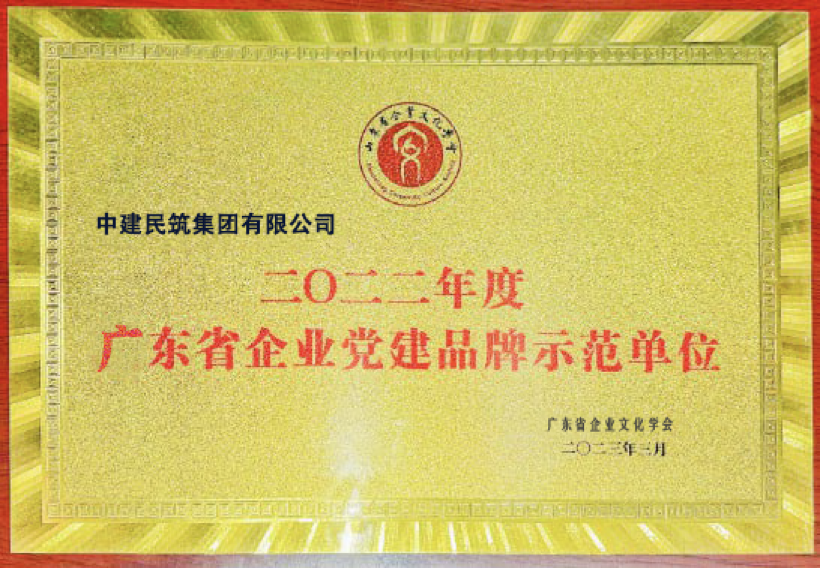 中建民筑集团有限公司
二〇二二年度
广东省企业党建品牌示范单位
广东省企业文化学会
二〇二三年三月